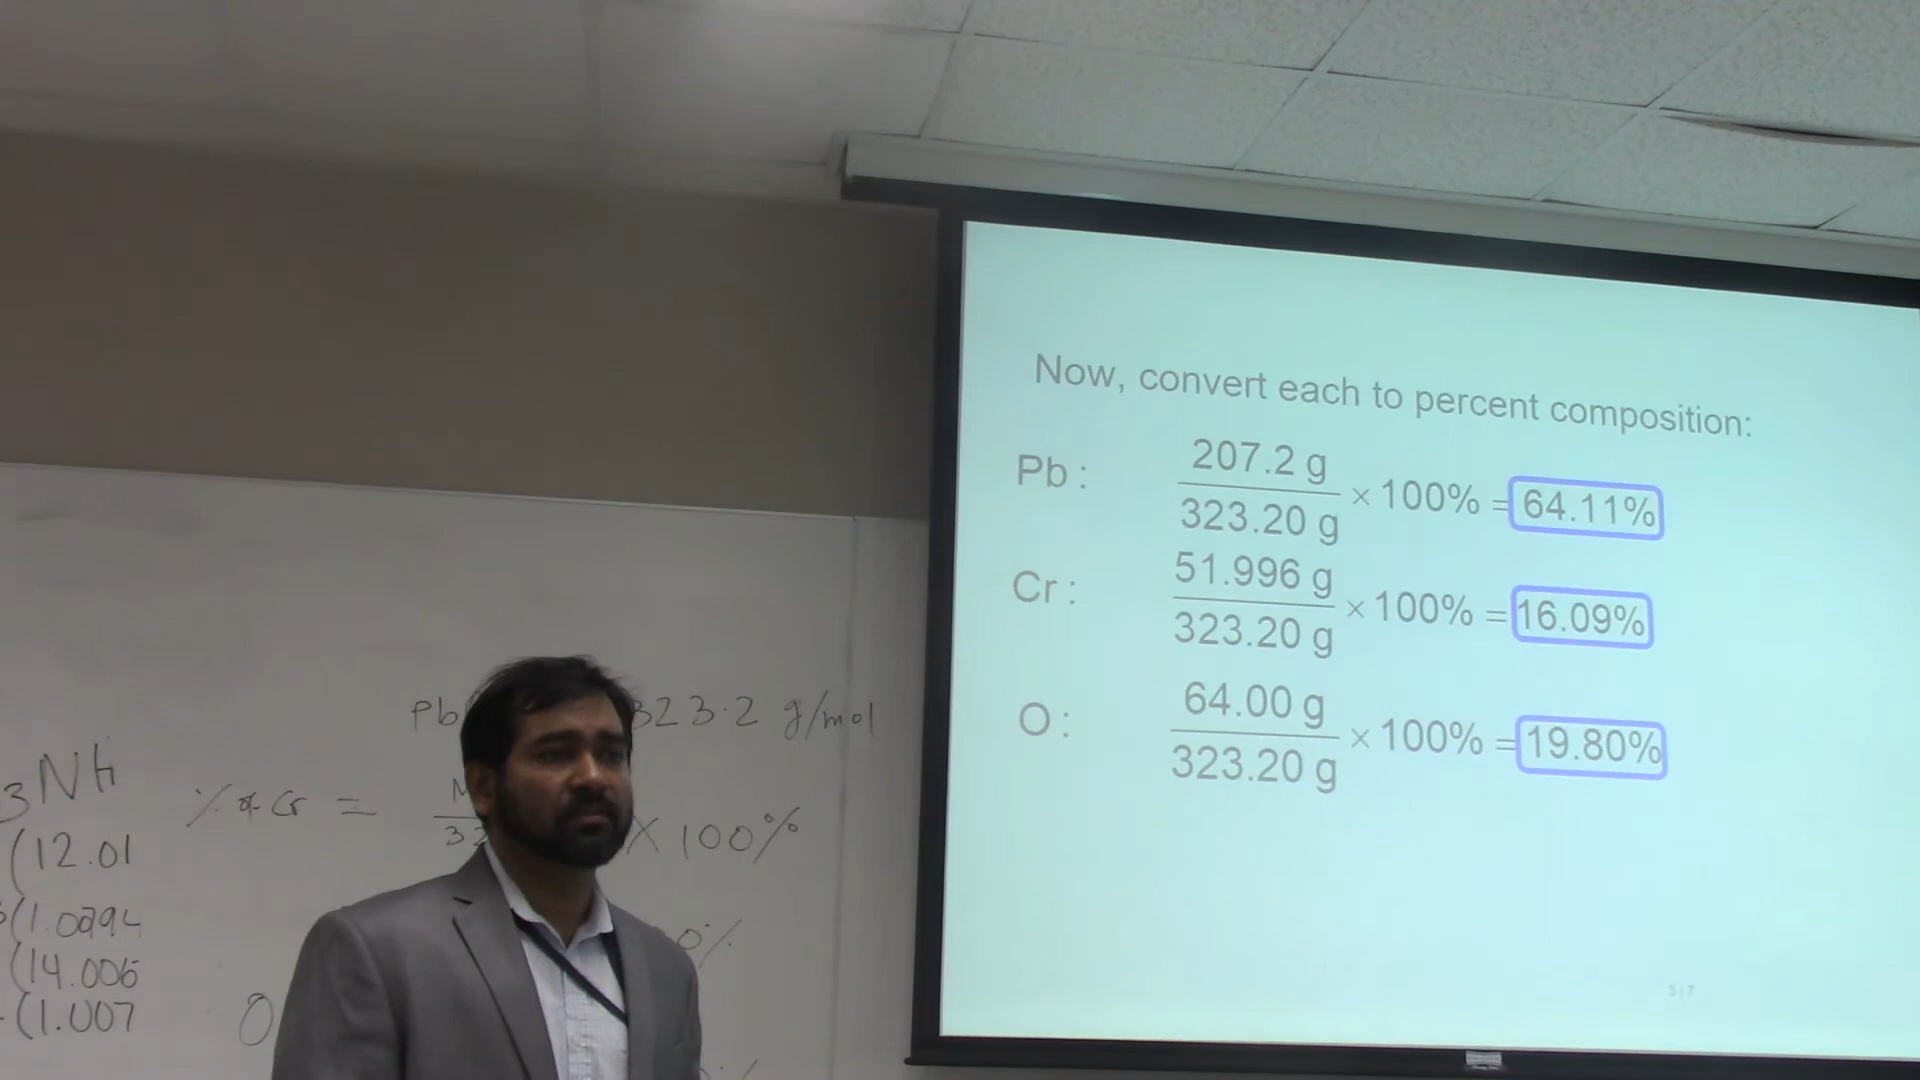 Now, convert each to percent composition:
Pb : 207.2 g / 323.20 g × 100% = 64.11%
Cr : 51.996 g / 323.20 g × 100% = 16.09%
O : 64.00 g / 323.20 g × 100% = 19.80%
Pb 323.2 g/mol
3NH
% of Cr = × 100%
(12.01
(1.0094
0%
(14.006
(1.007 O